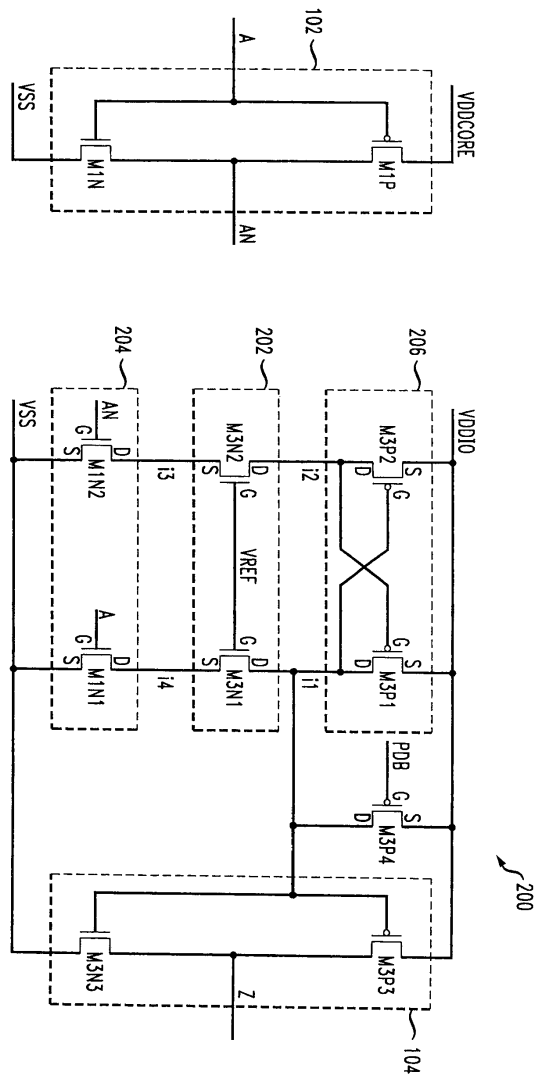 200
VDDCORE
VDDIO
206
104
102
M1P
M3P2
S
G
D
G
S
D
M3P1
PDB
G
S
D
M3P4
M3P3
A
AN
202
i2
i1
M3N2
D
G
S
VREF
G
D
S
M3N1
Z
204
i3
i4
M1N
AN
G
D
S
M1N2
A
G
D
S
M1N1
M3N3
VSS
VSS